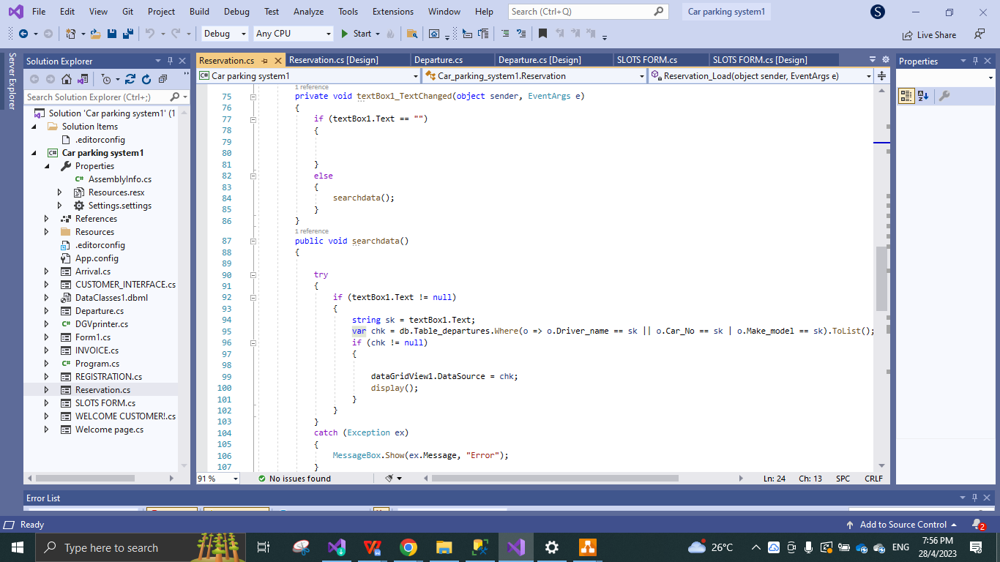 File Edit View Git Project Build Debug Test Analyze Tools Extensions Window Help Search (Ctrl+Q) Car parking system1 S
Debug Any CPU Start Live Share
Server Explorer
Solution Explorer
Search Solution Explorer (Ctrl+;)
Solution 'Car parking system1' (1
Solution Items
.editorconfig
Car parking system1
Properties
AssemblyInfo.cs
Resources.resx
Settings.settings
References
Resources
.editorconfig
App.config
Arrival.cs
CUSTOMER_INTERFACE.cs
DataClasses1.dbml
Departure.cs
DGVprinter.cs
Form1.cs
INVOICE.cs
Program.cs
REGISTRATION.cs
Reservation.cs
SLOTS FORM.cs
WELCOME CUSTOMER!.cs
Welcome page.cs
Reservation.cs Reservation.cs [Design] Departure.cs Departure.cs [Design] SLOTS FORM.cs SLOTS FORM.cs [Design]
Car parking system1 Car_parking_system1.Reservation Reservation_Load(object sender, EventArgs e)
1 reference
75 private void textBox1_TextChanged(object sender, EventArgs e)
76 {
77 if (textBox1.Text == "")
78 {
79
80
81 }
82 else
83 {
84 searchdata();
85 }
86 }
1 reference
87 public void searchdata()
88 {
89
90 try
91 {
92 if (textBox1.Text != null)
93 {
94 string sk = textBox1.Text;
95 var chk = db.Table_departures.Where(o => o.Driver_name == sk || o.Car_No == sk | o.Make_model == sk).ToList();
96 if (chk != null)
97 {
98
99 dataGridView1.DataSource = chk;
100 display();
101 }
102 }
103 }
104 catch (Exception ex)
105 {
106 MessageBox.Show(ex.Message, "Error");
107 }
91 % No issues found Ln: 24 Ch: 13 SPC CRLF
Properties
Error List
Ready Add to Source Control 2
Type here to search 26°C ENG 7:56 PM
28/4/2023